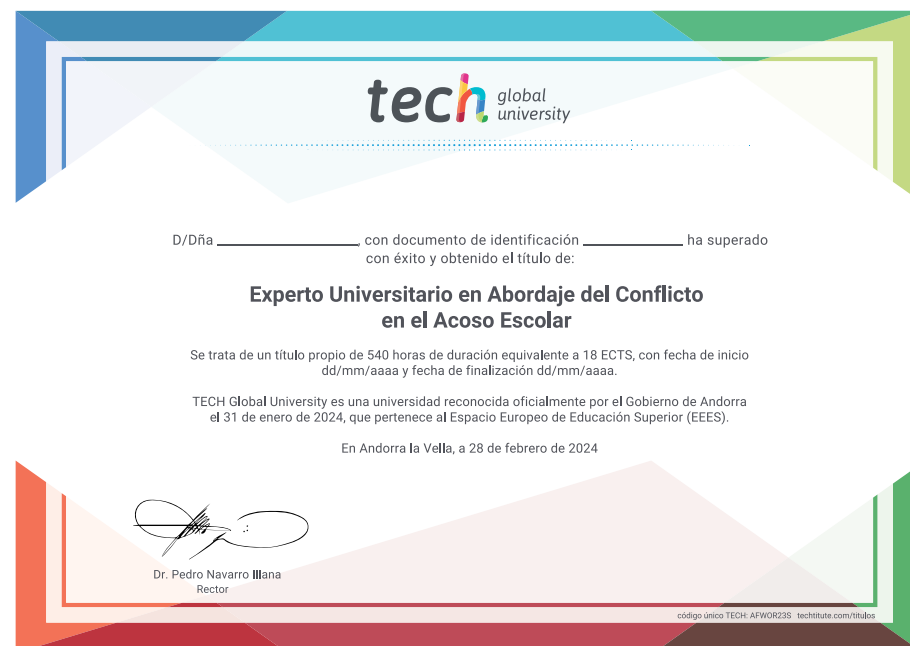 tech global university
D/Dña ____________________, con documento de identificación ______________ ha superado
con éxito y obtenido el título de:
Experto Universitario en Abordaje del Conflicto
en el Acoso Escolar
Se trata de un título propio de 540 horas de duración equivalente a 18 ECTS, con fecha de inicio
dd/mm/aaaa y fecha de finalización dd/mm/aaaa.
TECH Global University es una universidad reconocida oficialmente por el Gobierno de Andorra
el 31 de enero de 2024, que pertenece al Espacio Europeo de Educación Superior (EEES).
En Andorra la Vella, a 28 de febrero de 2024
Dr. Pedro Navarro Illana
Rector
código único TECH: AFWOR23S techtitute.com/titulos